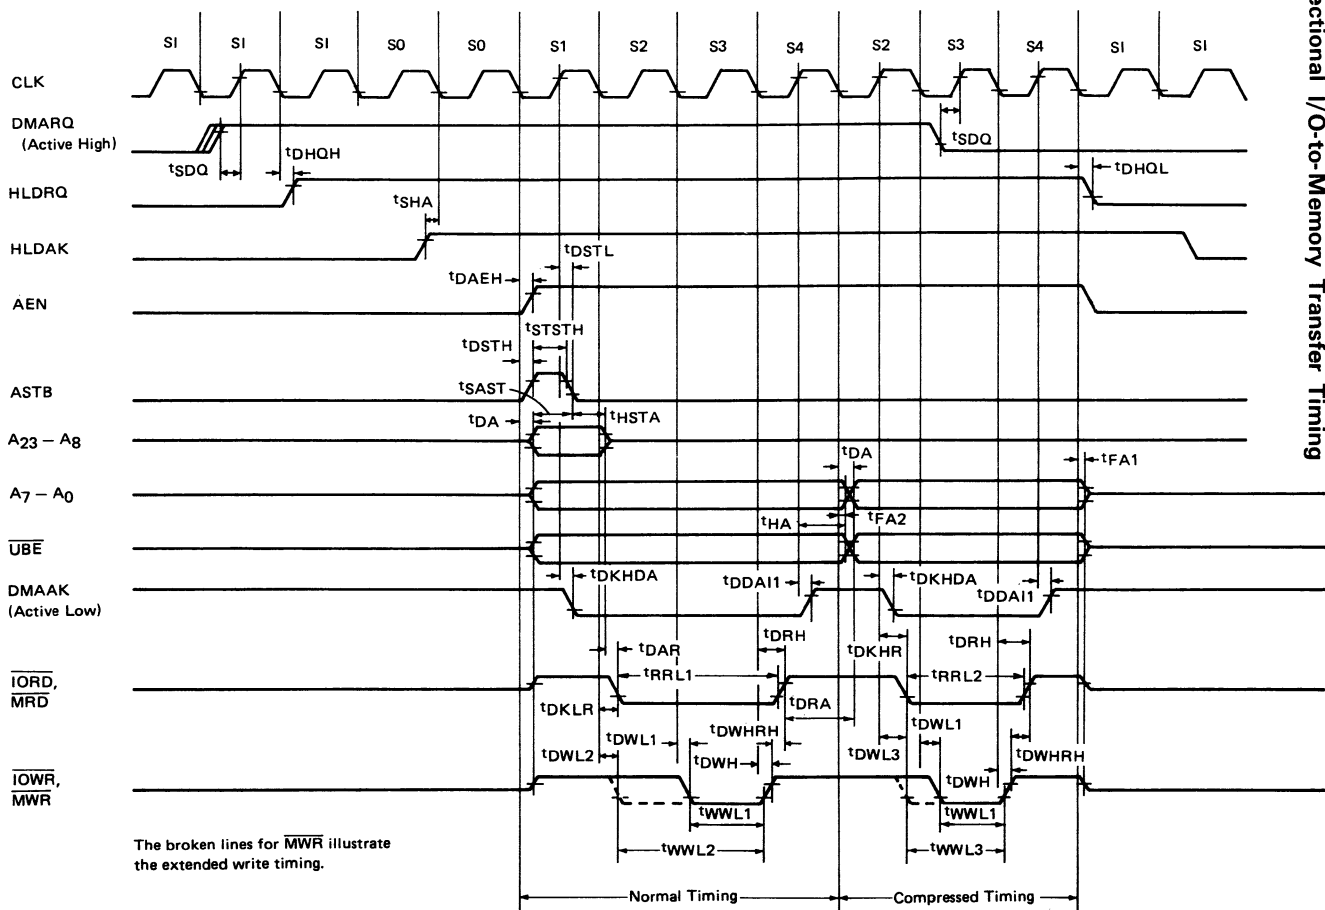 ectional I/O-to-Memory Transfer Timing
SI SI SI S0 S0 S1 S2 S3 S4 S2 S3 S4 SI SI
CLK
DMARQ
(Active High)
tSDQ
tDHQH
tSDQ
tDHQL
HLDRQ
tSHA
HLDAK
tDSTL
tDAEH
AEN
tSTSTH
tDSTH
ASTB
tSAST
tDA
tHSTA
A23 – A8
tDA
tFA1
A7 – A0
tHA
tFA2
UBE
tDKHDA
tDDAI1
tDKHDA
tDDAI1
DMAAK
(Active Low)
tDAR
tDRH
tDKHR
tDRH
IORD,
MRD
tRRL1
tRRL2
tDKLR
tDRA
tDWL1
tDWHRH
tDWL1
tDWL2
tDWH
tDWL3
tDWHRH
tDWH
IOWR,
MWR
tWWL1
tWWL1
tWWL2
tWWL3
The broken lines for MWR illustrate
the extended write timing.
Normal Timing
Compressed Timing